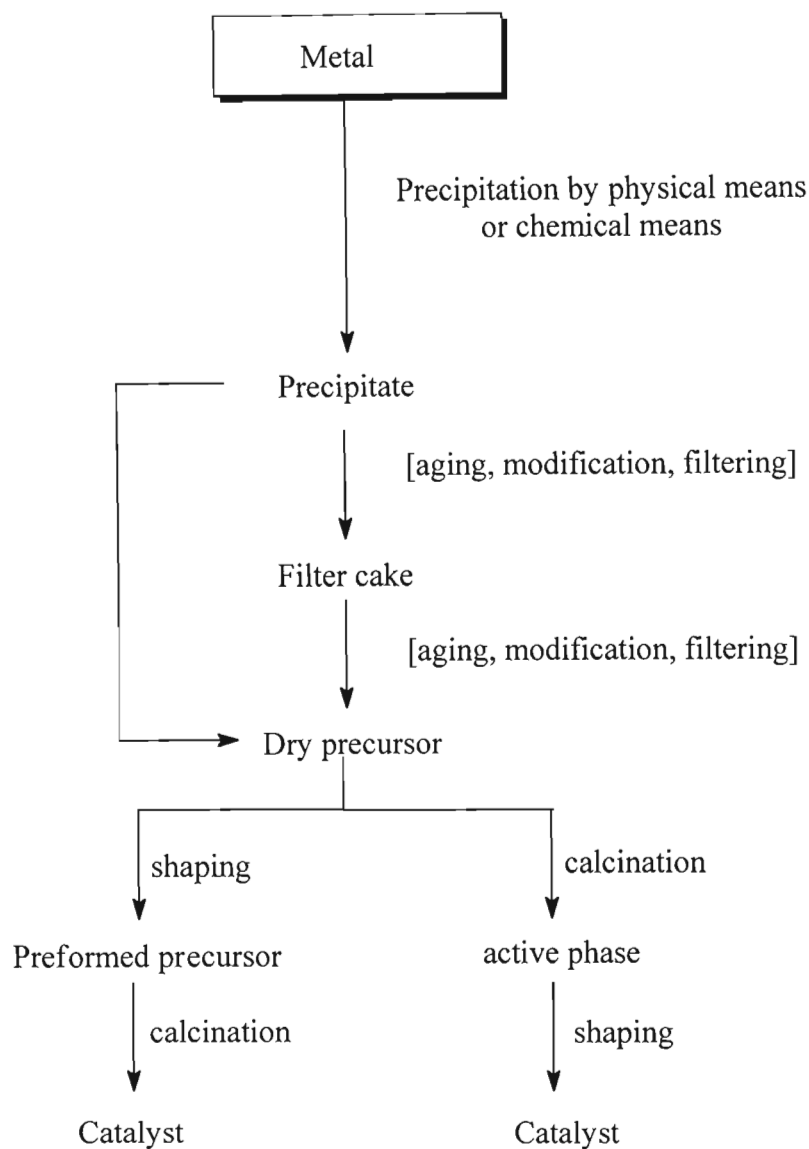 Metal
Precipitation by physical means
or chemical means
Precipitate
[aging, modification, filtering]
Filter cake
[aging, modification, filtering]
Dry precursor
shaping
calcination
Preformed precursor
active phase
calcination
shaping
Catalyst
Catalyst